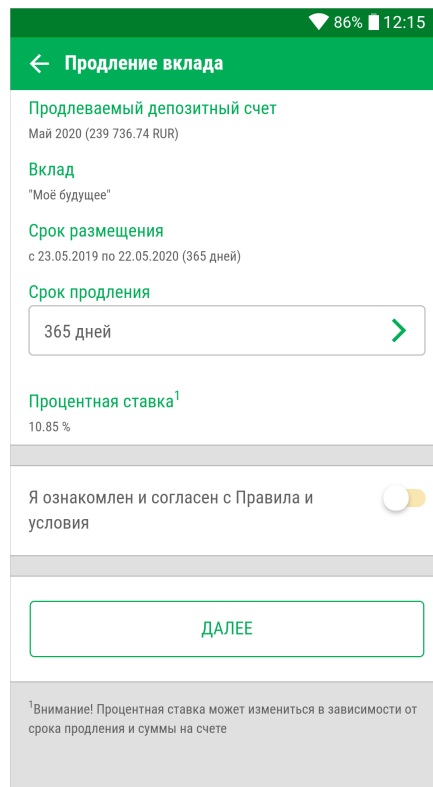 86% 12:15
Продление вклада
Продлеваемый депозитный счет
Май 2020 (239 736.74 RUR)
Вклад
"Моё будущее"
Срок размещения
с 23.05.2019 по 22.05.2020 (365 дней)
Срок продления
365 дней
Процентная ставка¹
10.85 %
Я ознакомлен и согласен с Правила и
условия
ДАЛЕЕ
¹Внимание! Процентная ставка может измениться в зависимости от
срока продления и суммы на счете